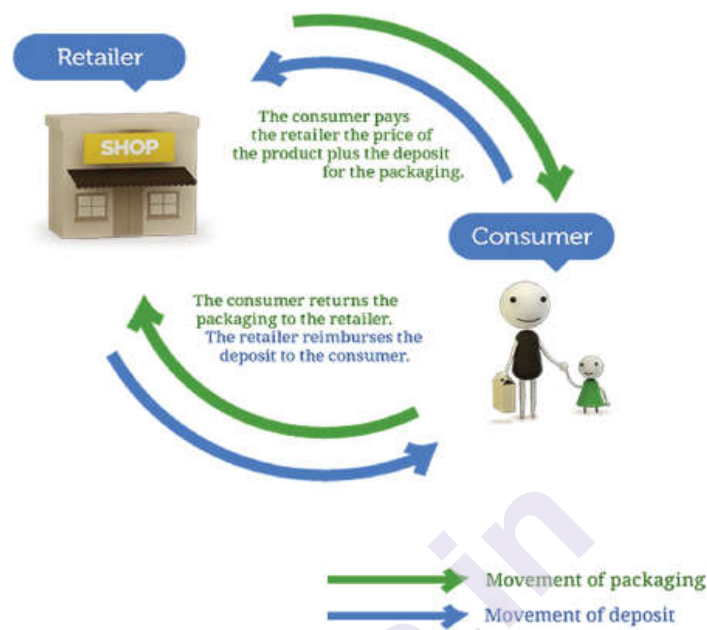 Retailer
SHOP
The consumer pays
the retailer the price of
the product plus the deposit
for the packaging.
Consumer
The consumer returns the
packaging to the retailer.
The retailer reimburses the
deposit to the consumer.
in
Movement of packaging
Movement of deposit